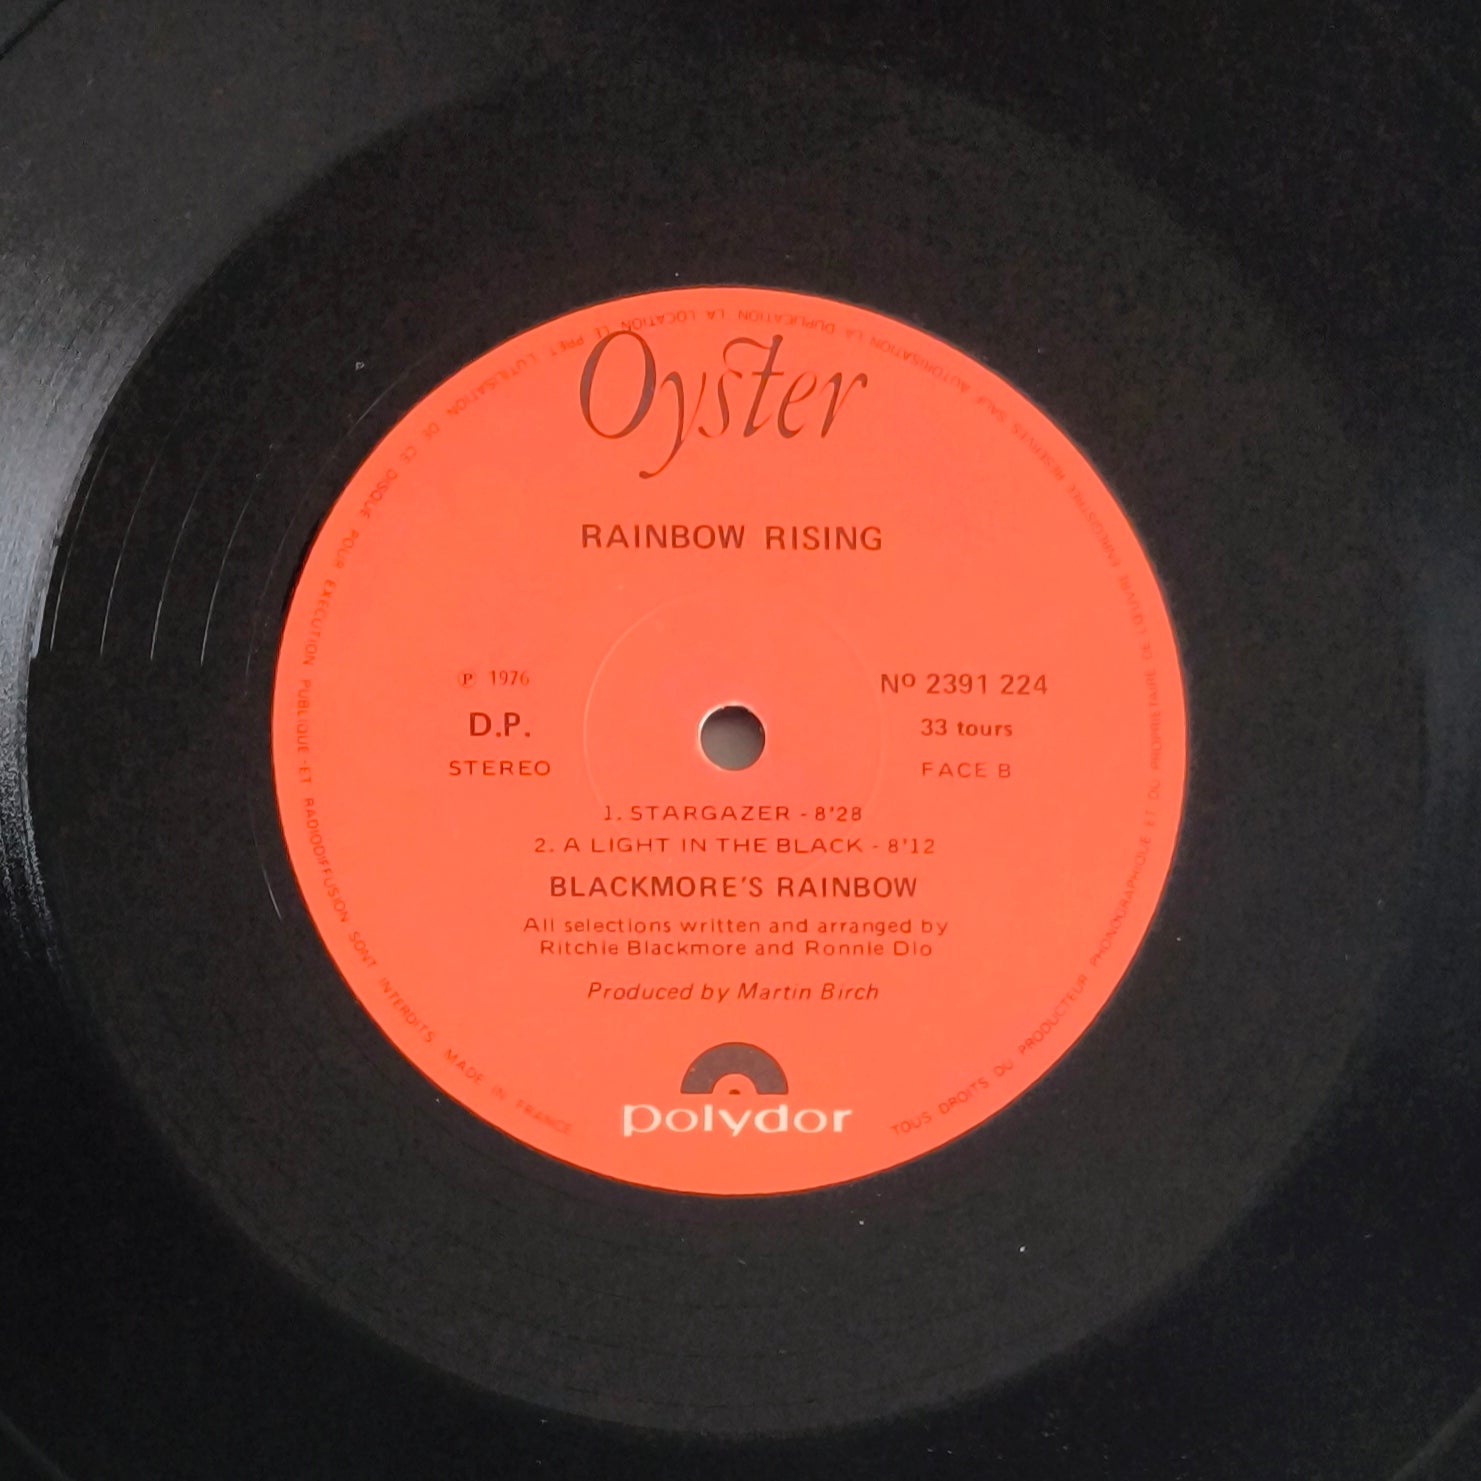 Oyster
RAINBOW RISING
Ⓟ 1976
D.P.
STEREO
Nº 2391 224
33 tours
FACE B
1. STARGAZER - 8'28
2. A LIGHT IN THE BLACK - 8'12
BLACKMORE'S RAINBOW
All selections written and arranged by
Ritchie Blackmore and Ronnie Dio
Produced by Martin Birch
polydor
TOUS DROITS DU PRODUCTEUR PHONOGRAPHIQUE ET DU PROPRIETAIRE DE L'OEUVRE ENREGISTREE RESERVES SAUF AUTORISATION LA DUPLICATION LA LOCATION LE PRET L'UTILISATION DE CE DISQUE POUR EXECUTION PUBLIQUE ET RADIODIFFUSION SONT INTERDITS. MADE IN FRANCE